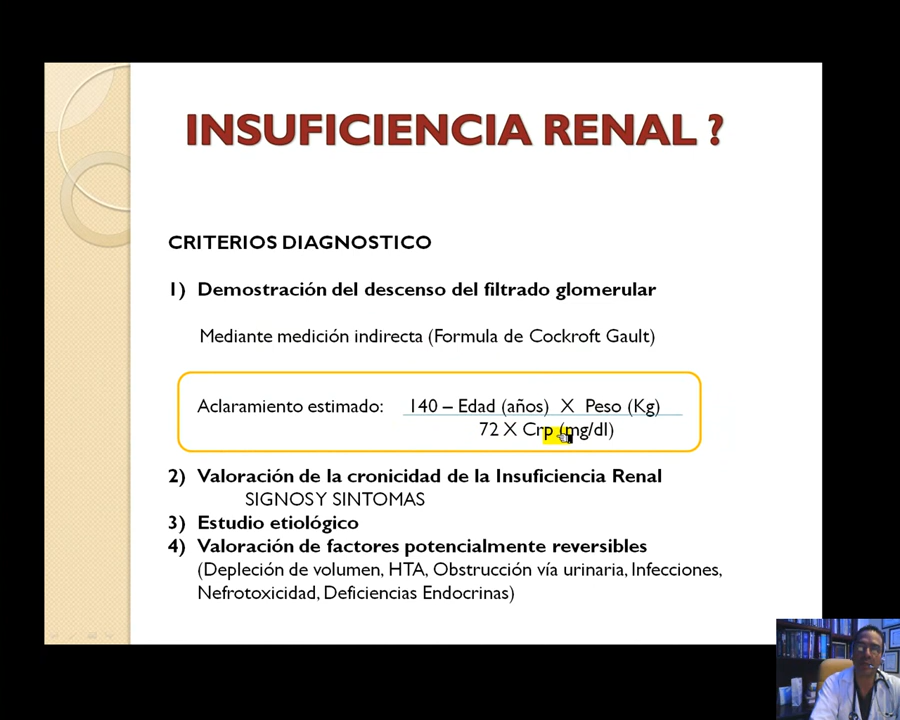 INSUFICIENCIA RENAL ?
CRITERIOS DIAGNOSTICO
1) Demostración del descenso del filtrado glomerular
Mediante medición indirecta (Formula de Cockroft Gault)
Aclaramiento estimado: 140 – Edad (años) X Peso (Kg)
72 X Crp (mg/dl)
2) Valoración de la cronicidad de la Insuficiencia Renal
SIGNOS Y SINTOMAS
3) Estudio etiológico
4) Valoración de factores potencialmente reversibles
(Depleción de volumen, HTA, Obstrucción vía urinaria, Infecciones,
Nefrotoxicidad, Deficiencias Endocrinas)